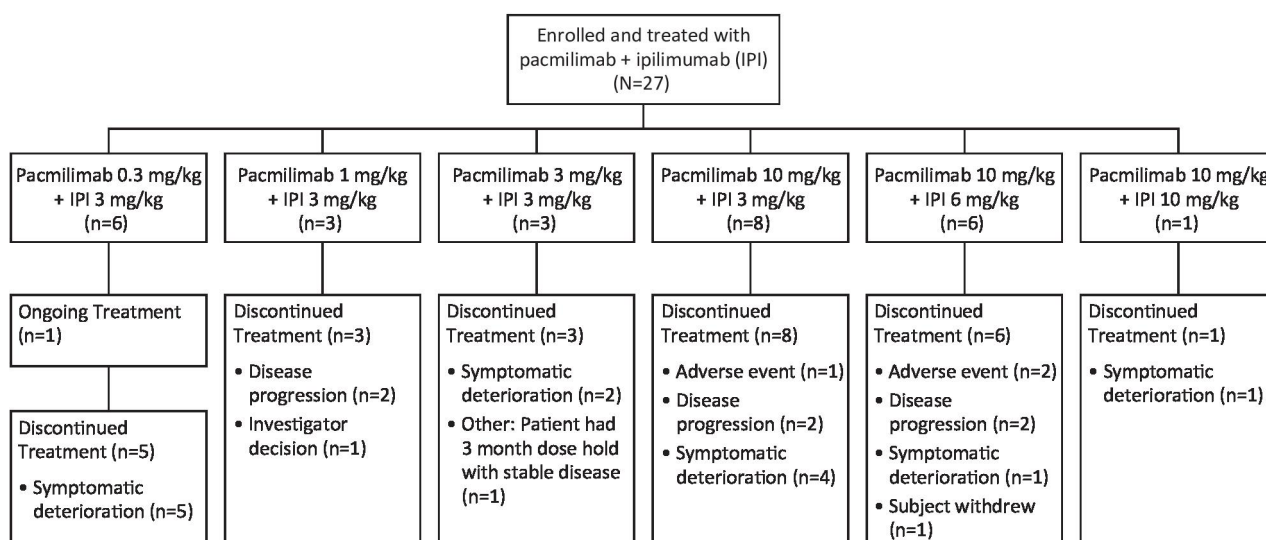 Enrolled and treated with
pacmilimab + ipilimumab (IPI)
(N=27)
Pacmilimab 0.3 mg/kg
+ IPI 3 mg/kg
(n=6)
Pacmilimab 1 mg/kg
+ IPI 3 mg/kg
(n=3)
Pacmilimab 3 mg/kg
+ IPI 3 mg/kg
(n=3)
Pacmilimab 10 mg/kg
+ IPI 3 mg/kg
(n=8)
Pacmilimab 10 mg/kg
+ IPI 6 mg/kg
(n=6)
Pacmilimab 10 mg/kg
+ IPI 10 mg/kg
(n=1)
Ongoing Treatment
(n=1)
Discontinued
Treatment (n=5)
• Symptomatic
deterioration (n=5)
Discontinued
Treatment (n=3)
• Disease
progression (n=2)
• Investigator
decision (n=1)
Discontinued
Treatment (n=3)
• Symptomatic
deterioration (n=2)
• Other: Patient had
3 month dose hold
with stable disease
(n=1)
Discontinued
Treatment (n=8)
• Adverse event (n=1)
• Disease
progression (n=2)
• Symptomatic
deterioration (n=4)
Discontinued
Treatment (n=6)
• Adverse event (n=2)
• Disease
progression (n=2)
• Symptomatic
deterioration (n=1)
• Subject withdrew
(n=1)
Discontinued
Treatment (n=1)
• Symptomatic
deterioration (n=1)